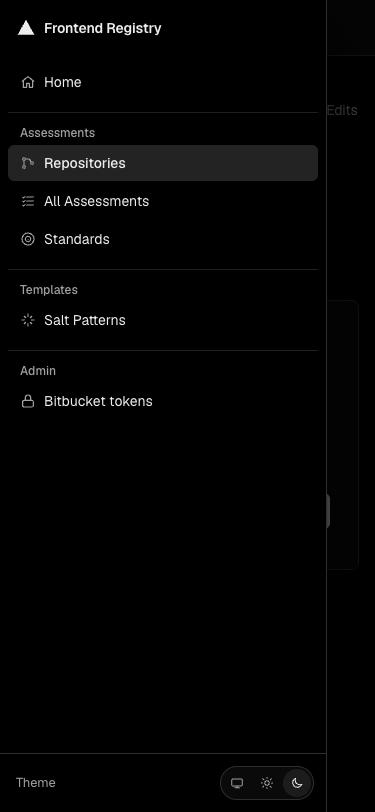 Frontend Registry
Home
Edits
Assessments
Repositories
All Assessments
Standards
Templates
Salt Patterns
Admin
Bitbucket tokens
Theme